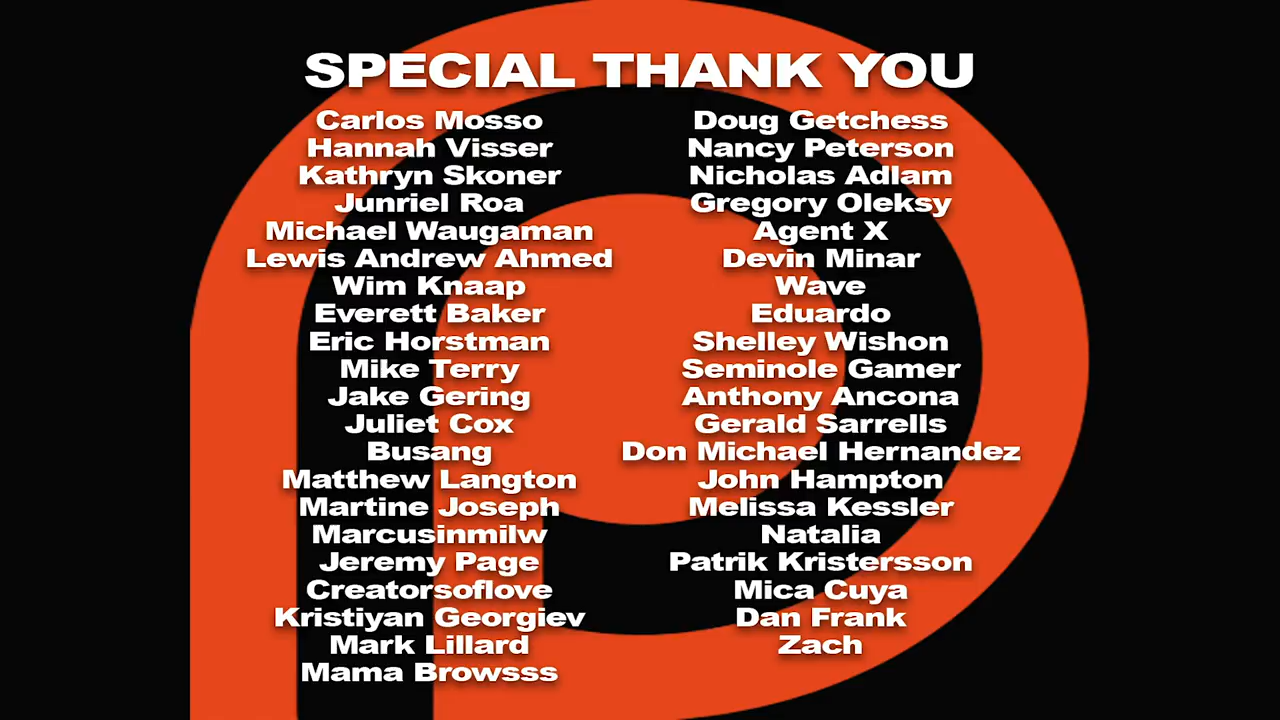 SPECIAL THANK YOU
Carlos Mosso
Hannah Visser
Kathryn Skoner
Junriel Roa
Michael Waugaman
Lewis Andrew Ahmed
Wim Knaap
Everett Baker
Eric Horstman
Mike Terry
Jake Gering
Juliet Cox
Busang
Matthew Langton
Martine Joseph
Marcusinmilw
Jeremy Page
Creatorsoflove
Kristiyan Georgiev
Mark Lillard
Mama Browsss
Doug Getchess
Nancy Peterson
Nicholas Adlam
Gregory Oleksy
Agent X
Devin Minar
Wave
Eduardo
Shelley Wishon
Seminole Gamer
Anthony Ancona
Gerald Sarrells
Don Michael Hernandez
John Hampton
Melissa Kessler
Natalia
Patrik Kristersson
Mica Cuya
Dan Frank
Zach